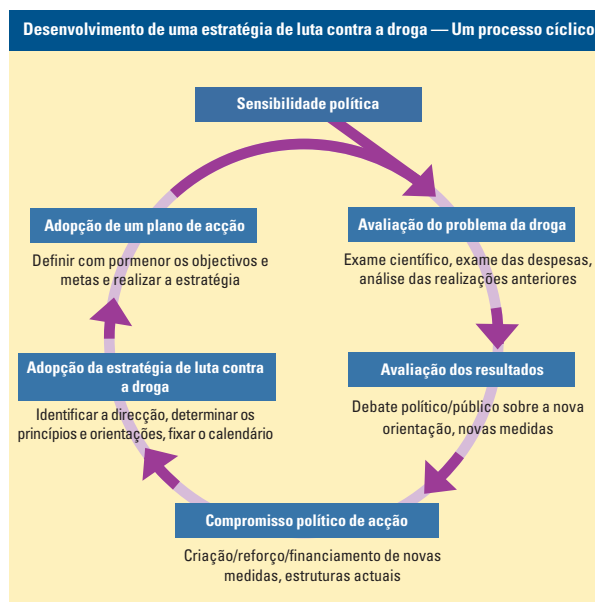 Desenvolvimento de uma estratégia de luta contra a droga — Um processo cíclico
Sensibilidade política
Adopção de um plano de acção
Definir com pormenor os objectivos e
metas e realizar a estratégia
Avaliação do problema da droga
Exame científico, exame das despesas,
análise das realizações anteriores
Adopção da estratégia de luta contra
a droga
Identificar a direcção, determinar os
princípios e orientações, fixar o calendário
Avaliação dos resultados
Debate político/público sobre a nova
orientação, novas medidas
Compromisso político de acção
Criação/reforço/financiamento de novas
medidas, estruturas actuais